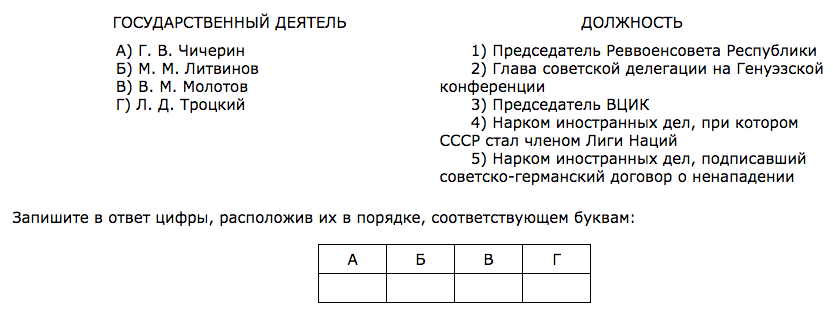 ГОСУДАРСТВЕННЫЙ ДЕЯТЕЛЬ
А) Г. В. Чичерин
Б) М. М. Литвинов
В) В. М. Молотов
Г) Л. Д. Троцкий
ДОЛЖНОСТЬ
1) Председатель Реввоенсовета Республики
2) Глава советской делегации на Генуэзской
конференции
3) Председатель ВЦИК
4) Нарком иностранных дел, при котором
СССР стал членом Лиги Наций
5) Нарком иностранных дел, подписавший
советско-германский договор о ненападении
Запишите в ответ цифры, расположив их в порядке, соответствующем буквам:
А Б В Г